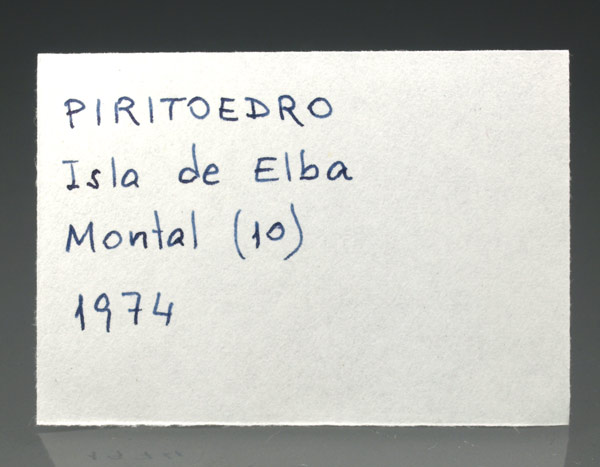 PIRITOEDRO
Isla de Elba
Montal (10)
1974